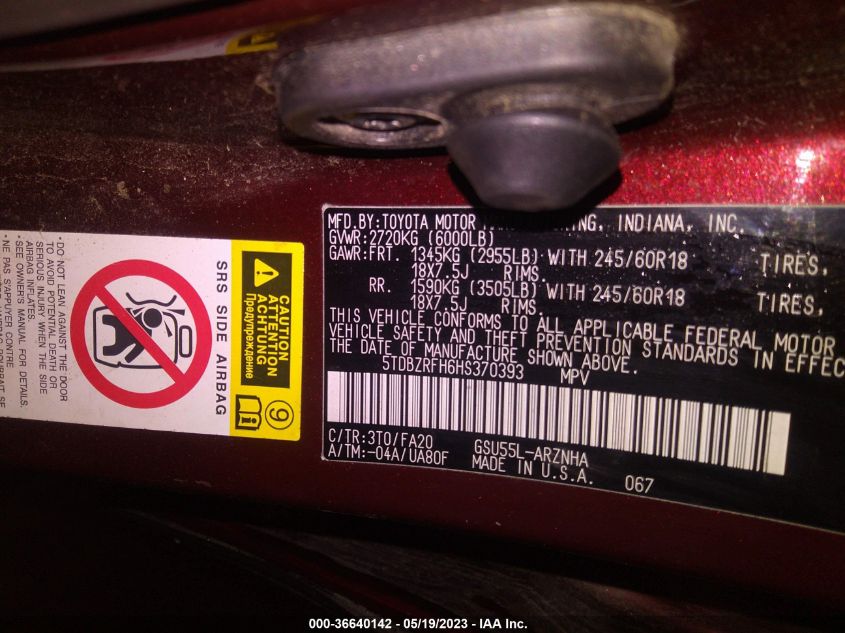 MFD.BY:TOYOTA MOTOR ING, INDIANA, INC.
GVWR:2720KG (6000LB)
GAWR:FRT. 1345KG (2955LB) WITH 245/60R18 TIRES,
18X7.5J RIMS.
RR. 1590KG (3505LB) WITH 245/60R18 TIRES,
18X7.5J RIMS.
THIS VEHICLE CONFORMS TO ALL APPLICABLE FEDERAL MOTOR
VEHICLE SAFETY AND THEFT PREVENTION STANDARDS IN EFFEC
THE DATE OF MANUFACTURE SHOWN ABOVE.
5TDBZRFH6HS370393 MPV
C/TR:3T0/FA20 GSU55L-ARZNHA
A/TM:-04A/UA80F MADE IN U.S.A. 067
CAUTION
ATTENTION
ACHTUNG
Предупреждение
9
i
SRS SIDE AIRBAG
• DO NOT LEAN AGAINST THE DOOR
TO AVOID POTENTIAL DEATH OR
SERIOUS INJURY WHEN THE SIDE
AIRBAG INFLATES.
• SEE OWNER'S MANUAL FOR DETAILS.
• NE PAS S'APPUYER CONTRE
000-36640142 - 05/19/2023 - IAA Inc.